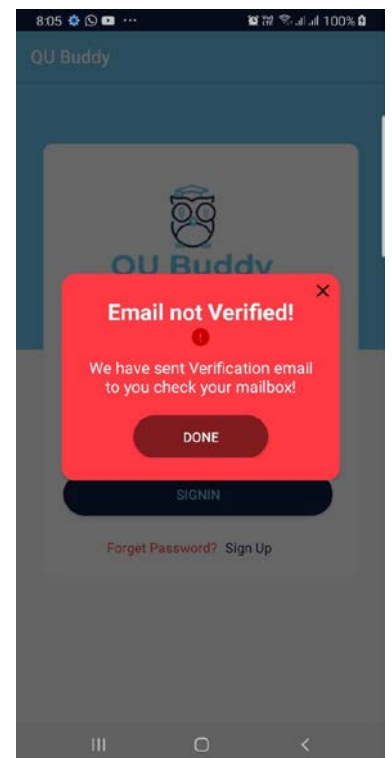 8:05
100%
QU Buddy
QU Buddy
Email not Verified!
We have sent Verification email
to you check your mailbox!
DONE
SIGNIN
Forget Password? Sign Up